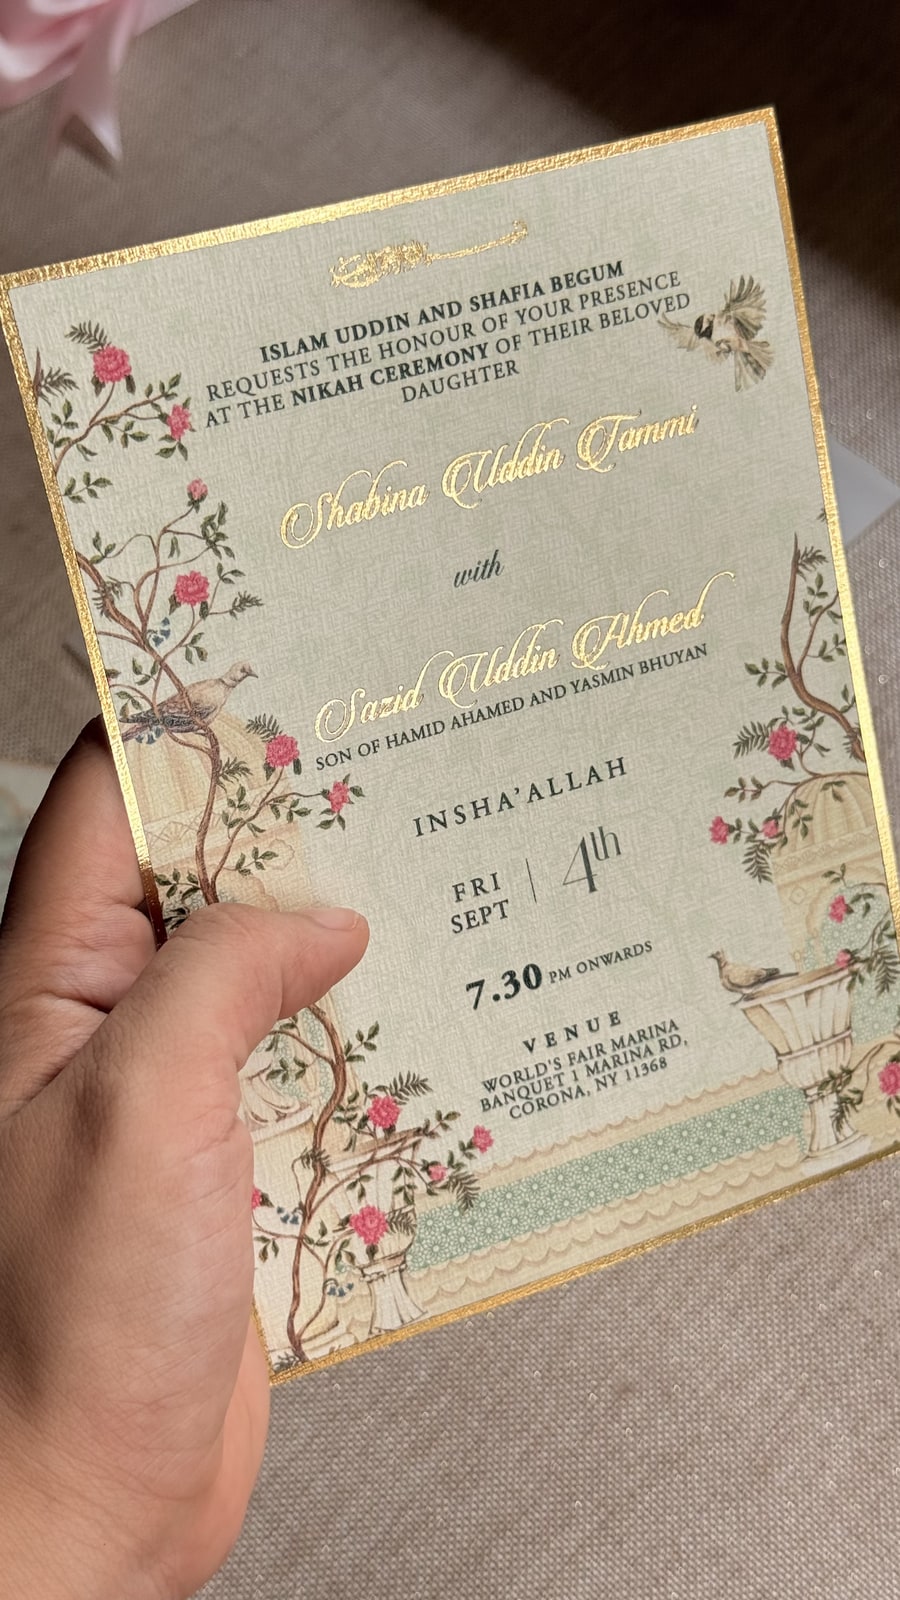 ISLAM UDDIN AND SHAFIA BEGUM
REQUESTS THE HONOUR OF YOUR PRESENCE
AT THE NIKAH CEREMONY OF THEIR BELOVED
DAUGHTER
Shabina Uddin Tammi
with
Sazid Uddin Ahmed
SON OF HAMID AHAMED AND YASMIN BHUYAN
INSHA'ALLAH
FRI
SEPT
4th
7.30 PM ONWARDS
VENUE
WORLD'S FAIR MARINA
BANQUET 1 MARINA RD,
CORONA, NY 11368